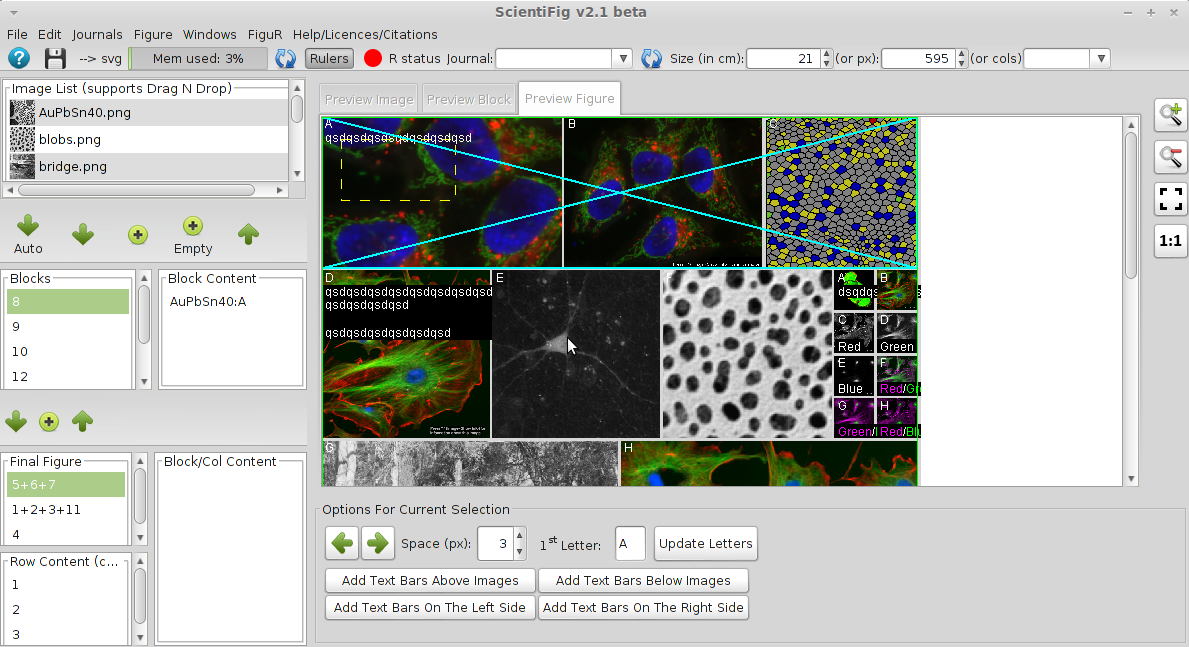 ScientiFig v2.1 beta
File Edit Journals Figure Windows FiguR Help/Licences/Citations
--> svg Mem used: 3% Rulers R status Journal: Size (in cm): 21 (or px): 595 (or cols)
Image List (supports Drag N Drop)
AuPbSn40.png
blobs.png
bridge.png
Auto
Empty
Blocks
8
9
10
12
Block Content
AuPbSn40:A
Final Figure
5+6+7
1+2+3+11
4
Block/Col Content
Row Content (c...
1
2
3
Preview Image Preview Block Preview Figure
A
qsdqsdqsdqsdqsdqsdqsd
B
C
D
qsdqsdqsdqsdqsdqsdqsdqsd
qsdqsdqsdqsd
qsdqsdqsdqsdqsdqsd
E
F
A
dsqdqs
B
C
Red
D
Green
E
Blue
F
Red/Gr
G
Green/
H
Red/Blu
G
H
1:1
Options For Current Selection
Space (px): 3 1st Letter: A Update Letters
Add Text Bars Above Images Add Text Bars Below Images
Add Text Bars On The Left Side Add Text Bars On The Right Side